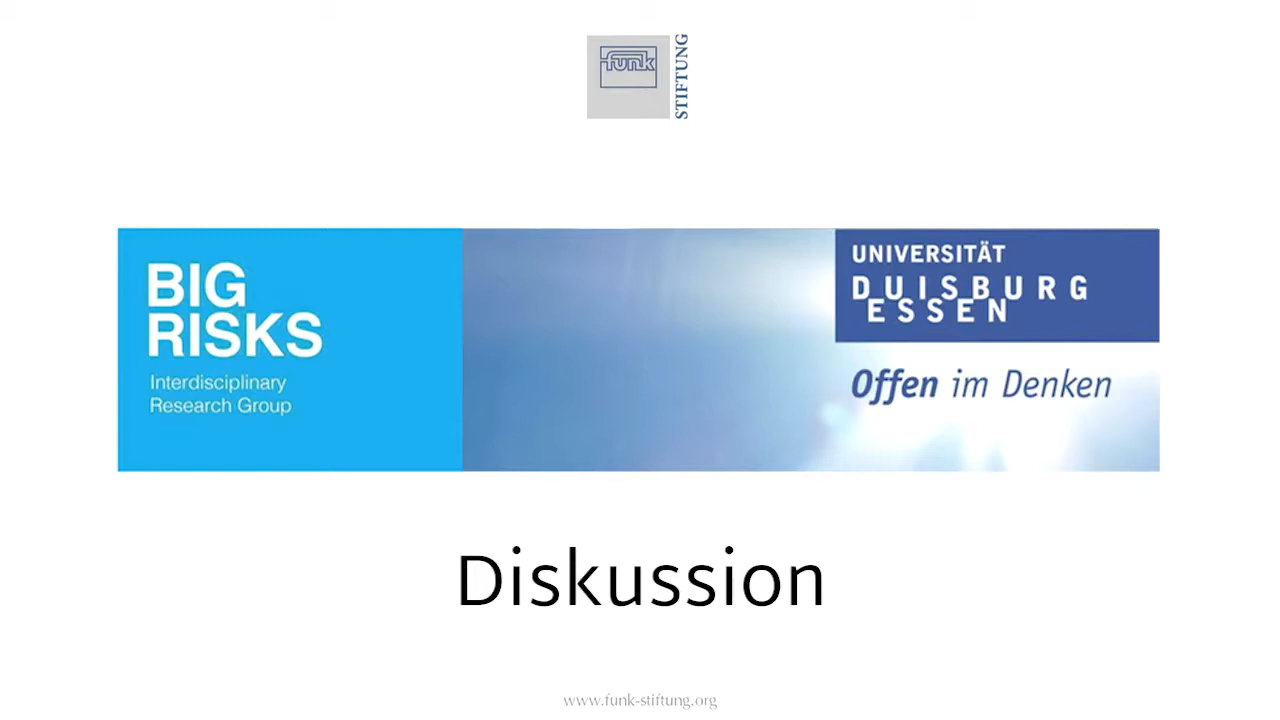 funk
STIFTUNG
BIG
RISKS
Interdisciplinary
Research Group
UNIVERSITÄT
DUISBURG
ESSEN
Offen im Denken
Diskussion
www.funk-stiftung.org